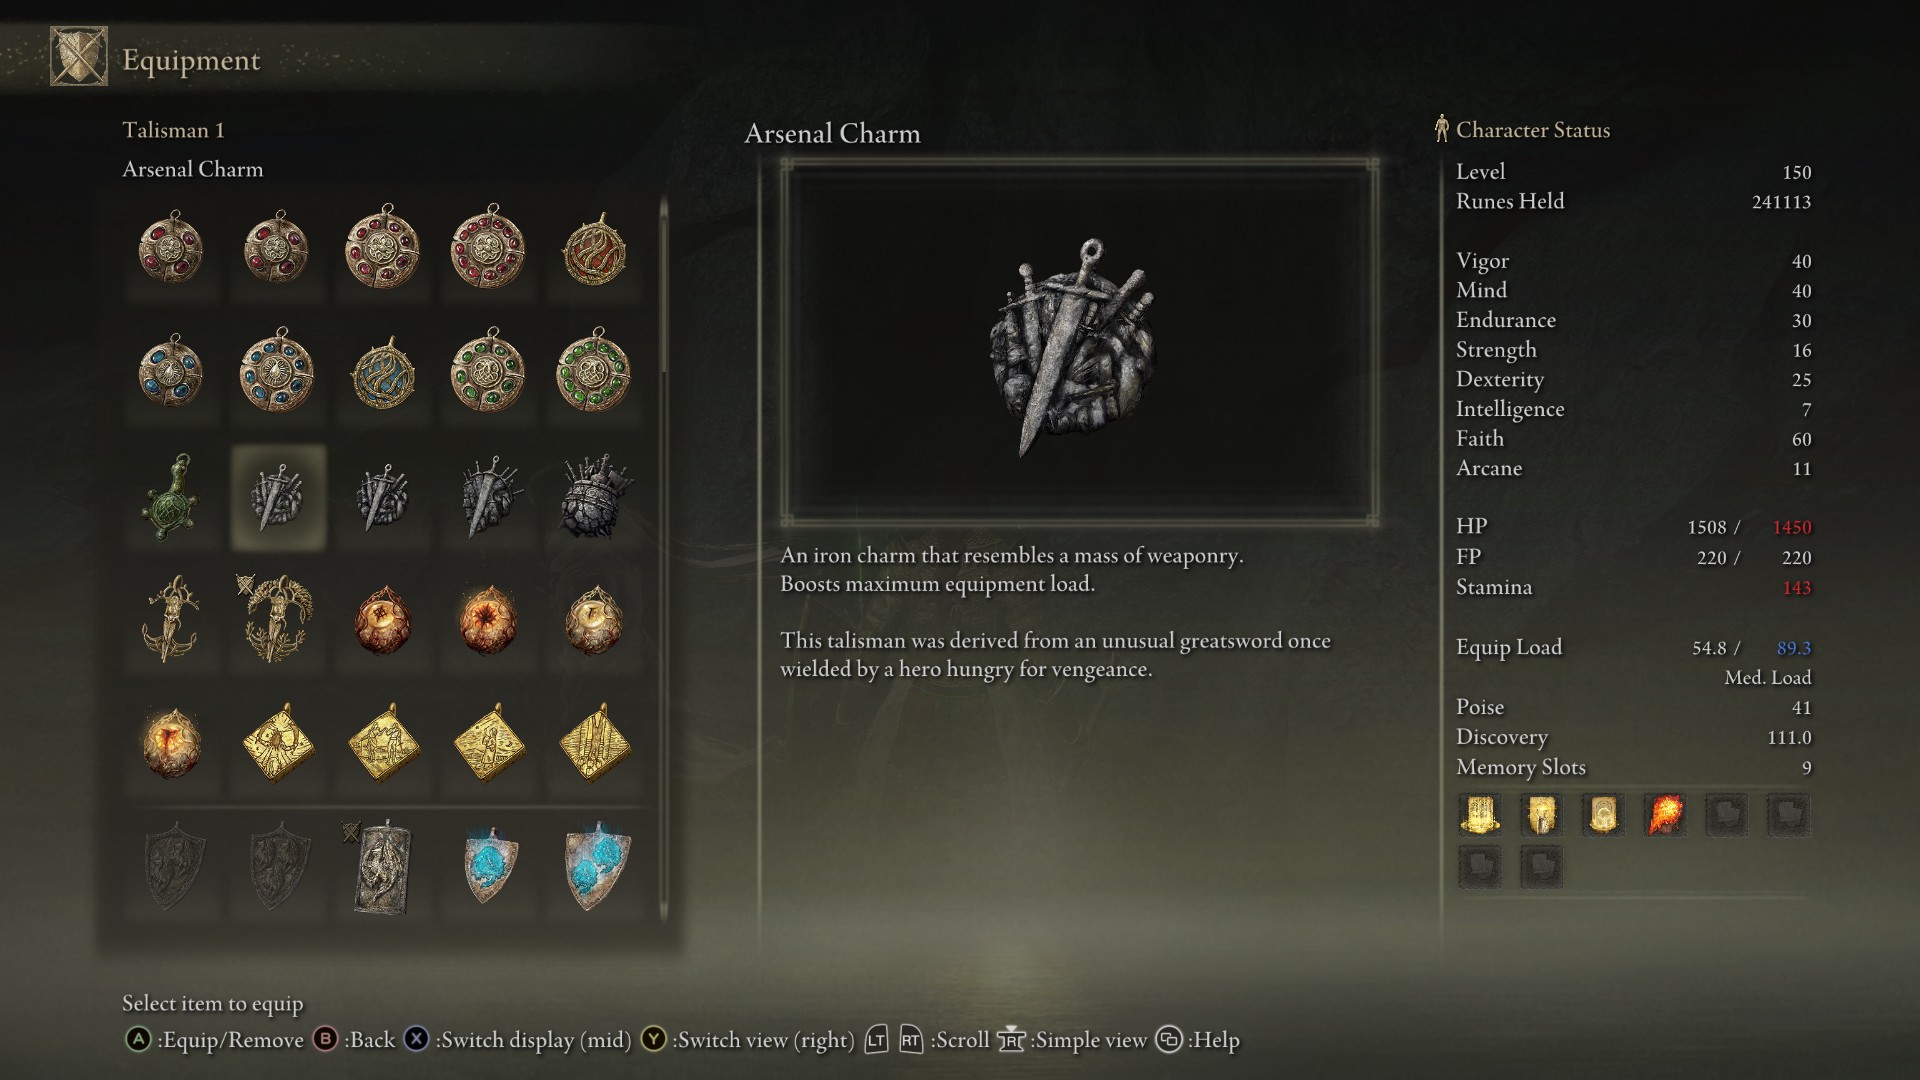 Equipment
Talisman 1
Arsenal Charm
Arsenal Charm
An iron charm that resembles a mass of weaponry.
Boosts maximum equipment load.
This talisman was derived from an unusual greatsword once
wielded by a hero hungry for vengeance.
Character Status
Level 150
Runes Held 241113
Vigor 40
Mind 40
Endurance 30
Strength 16
Dexterity 25
Intelligence 7
Faith 60
Arcane 11
HP 1508 / 1450
FP 220 / 220
Stamina 143
Equip Load 54.8 / 89.3
Med. Load
Poise 41
Discovery 111.0
Memory Slots 9
Select item to equip
A :Equip/Remove B :Back X :Switch display (mid) Y :Switch view (right) LT RT :Scroll R :Simple view :Help